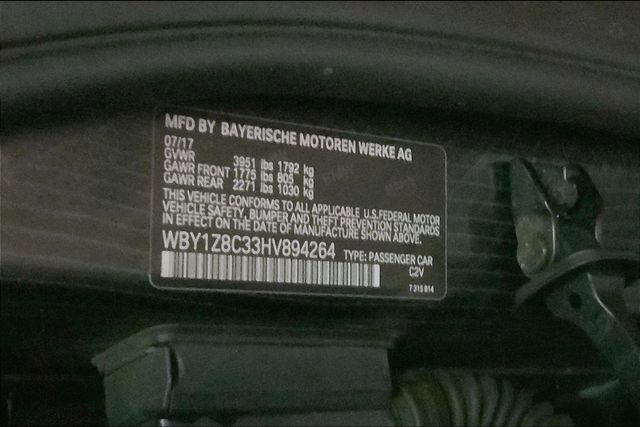 MFD BY BAYERISCHE MOTOREN WERKE AG
07/17
GVWR 3951 lbs 1792 kg
GAWR FRONT 1775 lbs 805 kg
GAWR REAR 2271 lbs 1030 kg
THIS VEHICLE CONFORMS TO ALL APPLICABLE U.S.FEDERAL MOTOR
VEHICLE SAFETY, BUMPER AND THEFT PREVENTION STANDARDS
IN EFFECT ON THE DATE OF MANUFACTURE SHOWN ABOVE.
WBY1Z8C33HV894264 TYPE: PASSENGER CAR
C2V
7 315 814